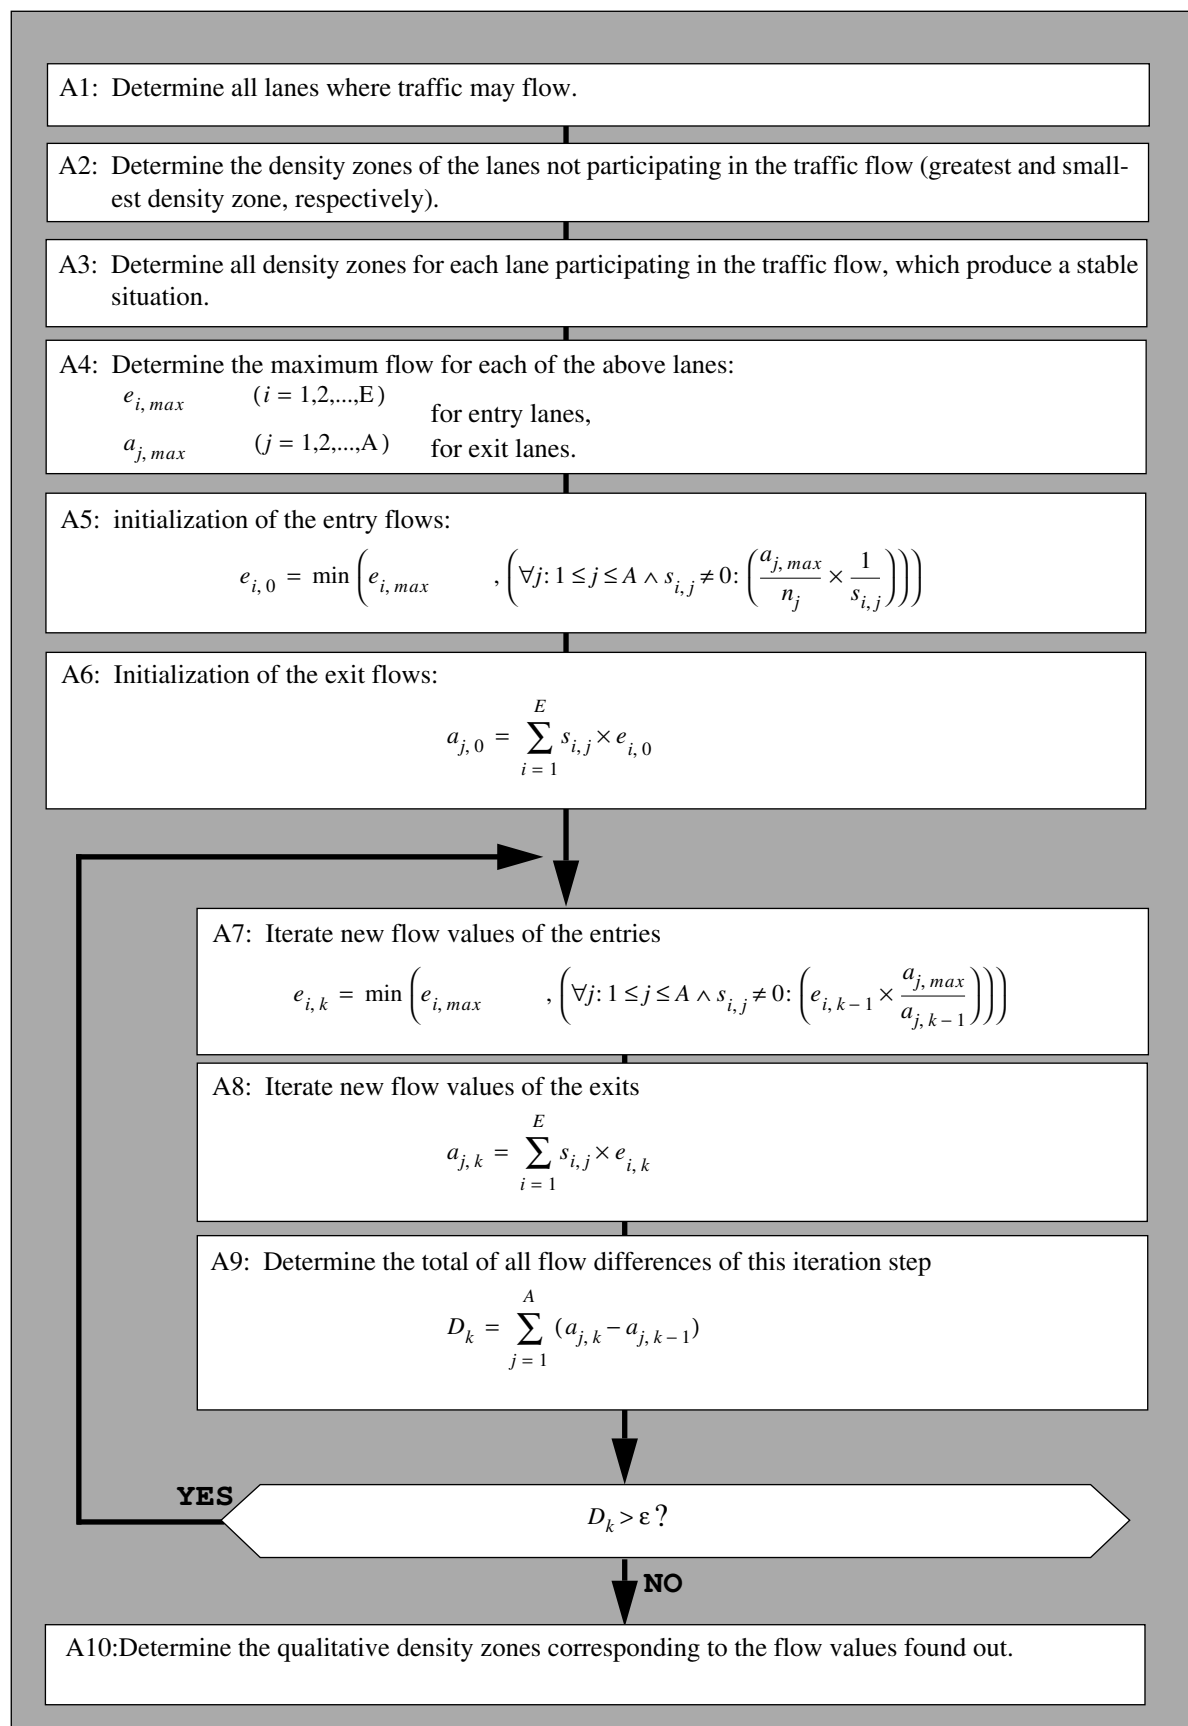 A1: Determine all lanes where traffic may flow.
A2: Determine the density zones of the lanes not participating in the traffic flow (greatest and small-
est density zone, respectively).
A3: Determine all density zones for each lane participating in the traffic flow, which produce a stable
situation.
A4: Determine the maximum flow for each of the above lanes:
e_{i, max} (i = 1,2,...,E) for entry lanes,
a_{j, max} (j = 1,2,...,A) for exit lanes.
A5: initialization of the entry flows:
e_{i, 0} = min ( e_{i, max} , ( ∀j: 1 ≤ j ≤ A ∧ s_{i, j} ≠ 0: ( \frac{a_{j, max}}{n_j} × \frac{1}{s_{i, j}} ) ) )
A6: Initialization of the exit flows:
a_{j, 0} = \sum_{i = 1}^{E} s_{i, j} × e_{i, 0}
A7: Iterate new flow values of the entries
e_{i, k} = min ( e_{i, max} , ( ∀j: 1 ≤ j ≤ A ∧ s_{i, j} ≠ 0: ( e_{i, k-1} × \frac{a_{j, max}}{a_{j, k-1}} ) ) )
A8: Iterate new flow values of the exits
a_{j, k} = \sum_{i = 1}^{E} s_{i, j} × e_{i, k}
A9: Determine the total of all flow differences of this iteration step
D_k = \sum_{j = 1}^{A} (a_{j, k} − a_{j, k-1})
YES
D_k > ε ?
NO
A10:Determine the qualitative density zones corresponding to the flow values found out.